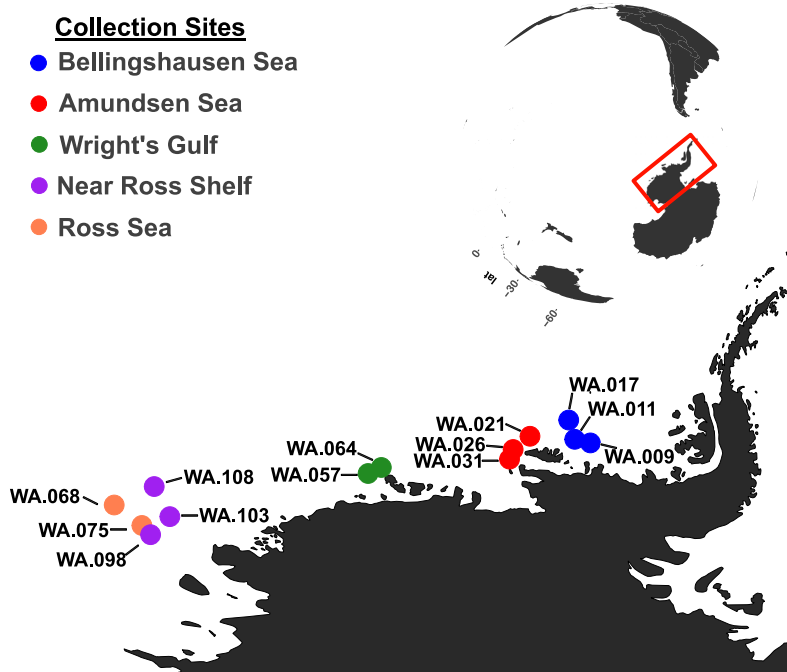 Collection Sites
Bellingshausen Sea
Amundsen Sea
Wright's Gulf
Near Ross Shelf
Ross Sea
0-
lat
-30-
-60-
WA.017
WA.011
WA.021
WA.026
WA.009
WA.064
WA.031
WA.057
WA.108
WA.068
WA.103
WA.075
WA.098